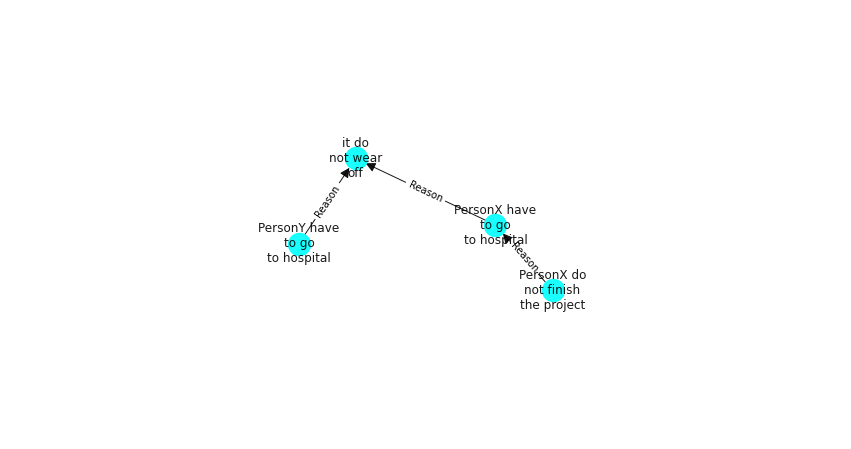 it do
not wear
off
Reason
Reason
PersonX have
to go
to hospital
PersonY have
to go
to hospital
Reason
PersonX do
not finish
the project